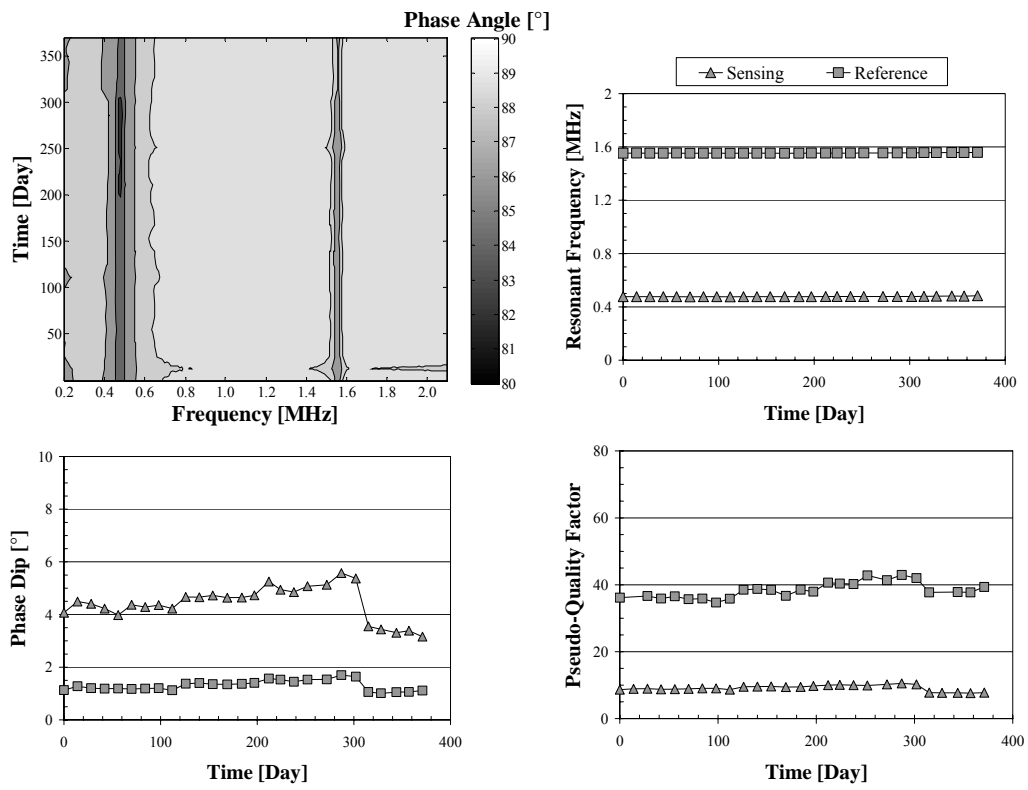 Phase Angle [°]
350
300
250
200
150
100
50
0.2 0.4 0.6 0.8 1.0 1.2 1.4 1.6 1.8 2.0
Time [Day]
Frequency [MHz]
90
89
88
87
86
85
84
83
82
81
80
Sensing Reference
2
1.6
1.2
0.8
0.4
0
0 100 200 300 400
Resonant Frequency [MHz]
Time [Day]
10
8
6
4
2
0
0 100 200 300 400
Phase Dip [°]
Time [Day]
80
60
40
20
0
0 100 200 300 400
Pseudo-Quality Factor
Time [Day]